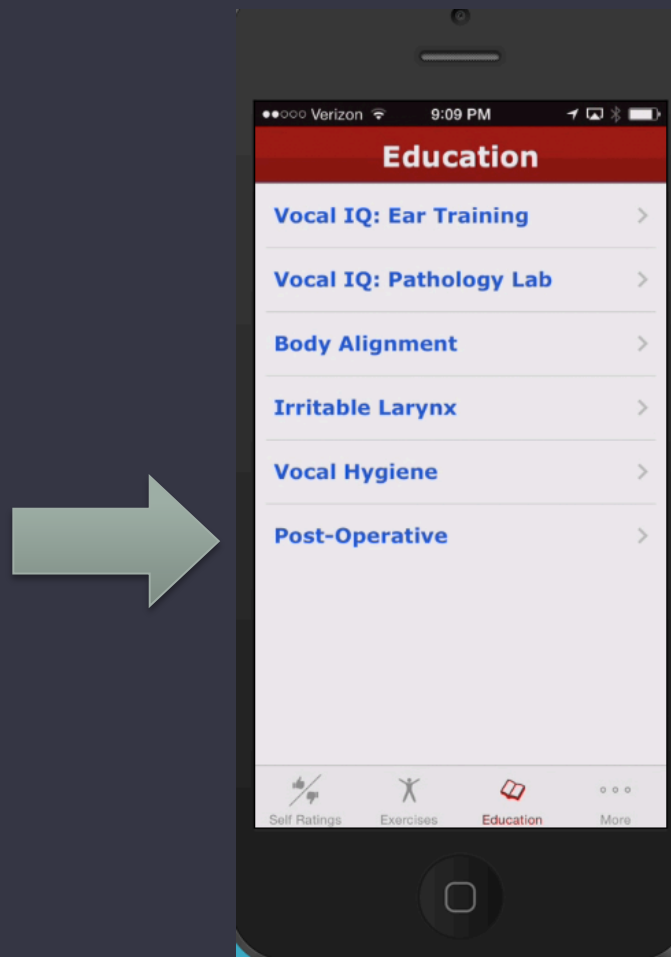 ●●○○○ Verizon 9:09 PM
Education
Vocal IQ: Ear Training
Vocal IQ: Pathology Lab
Body Alignment
Irritable Larynx
Vocal Hygiene
Post-Operative
Self Ratings Exercises Education More